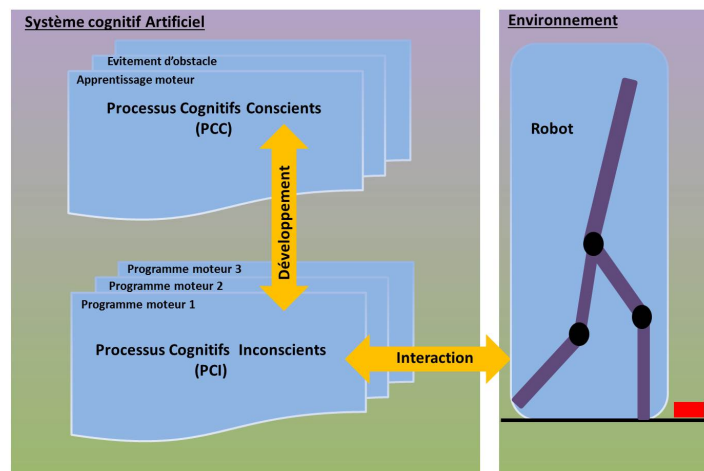 Système cognitif Artificiel
Evitement d'obstacle
Apprentissage moteur
Processus Cognitifs Conscients
(PCC)
Développement
Programme moteur 3
Programme moteur 2
Programme moteur 1
Processus Cognitifs Inconscients
(PCI)
Interaction
Environnement
Robot